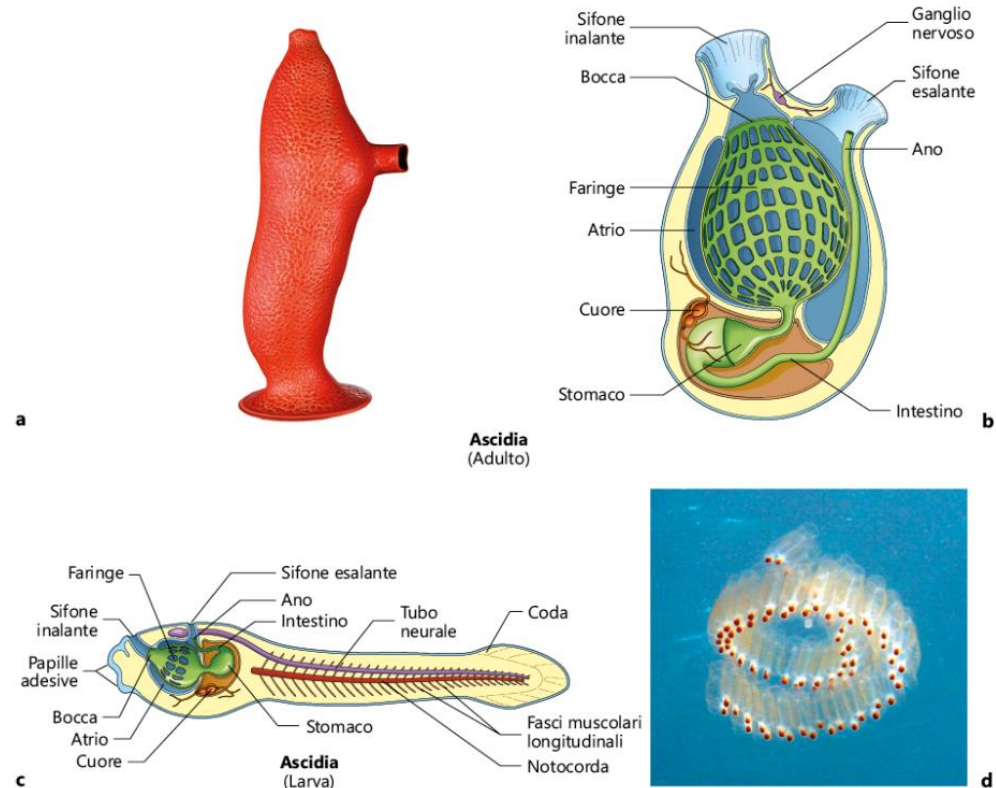 Sifone
inalante
Bocca
Faringe
Atrio
Cuore
Stomaco
Ganglio
nervoso
Sifone
esalante
Ano
Intestino
a
b
Ascidia
(Adulto)
Faringe
Sifone
inalante
Papille
adesive
Bocca
Atrio
Cuore
Sifone esalante
Ano
Intestino
Tubo
neurale
Coda
Stomaco
Fasci muscolari
longitudinali
Notocorda
c
Ascidia
(Larva)
d